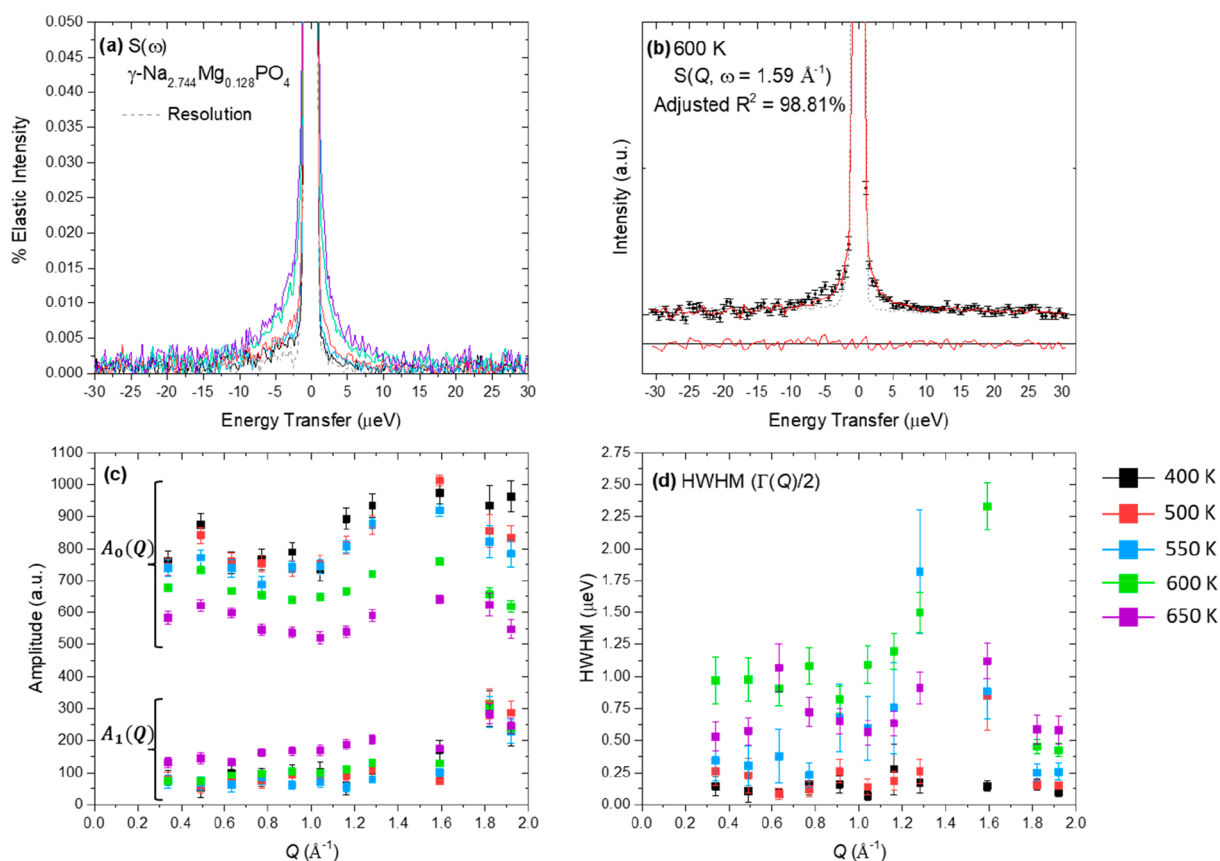 (a) S(ω)
γ-Na2.744Mg0.128PO4
Resolution
% Elastic Intensity
0.050
0.045
0.040
0.035
0.030
0.025
0.020
0.015
0.010
0.005
0.000
-30 -25 -20 -15 -10 -5 0 5 10 15 20 25 30
Energy Transfer (µeV)
(b) 600 K
S(Q, ω = 1.59 Å-1)
Adjusted R2 = 98.81%
Intensity (a.u.)
-30 -25 -20 -15 -10 -5 0 5 10 15 20 25 30
Energy Transfer (µeV)
(c)
A0(Q)
A1(Q)
Amplitude (a.u.)
1100
1000
900
800
700
600
500
400
300
200
100
0
0.0 0.2 0.4 0.6 0.8 1.0 1.2 1.4 1.6 1.8 2.0
Q (Å-1)
(d) HWHM (Γ(Q)/2)
HWHM (µeV)
2.75
2.50
2.25
2.00
1.75
1.50
1.25
1.00
0.75
0.50
0.25
0.00
0.0 0.2 0.4 0.6 0.8 1.0 1.2 1.4 1.6 1.8 2.0
Q (Å-1)
400 K
500 K
550 K
600 K
650 K